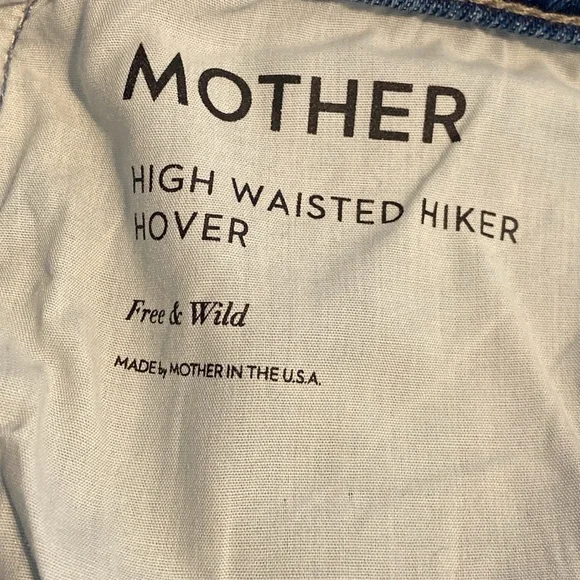 MOTHER
HIGH WAISTED HIKER
HOVER
Free & Wild
MADE by MOTHER IN THE U.S.A.